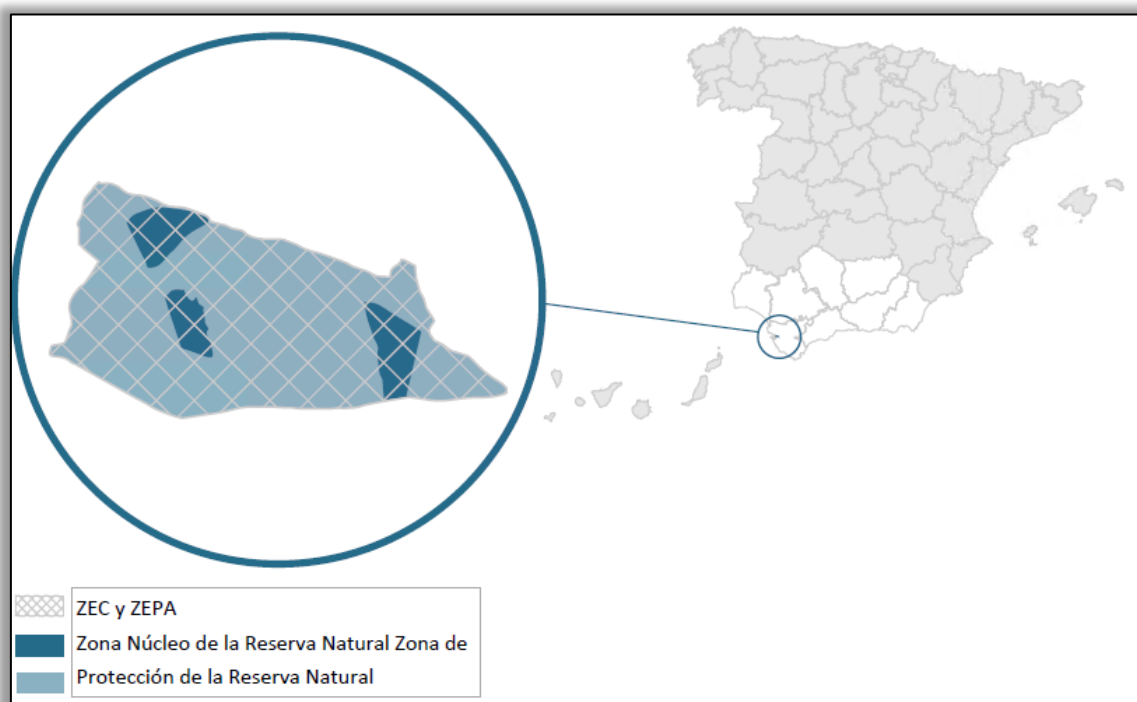 ZEC y ZEPA
Zona Núcleo de la Reserva Natural Zona de
Protección de la Reserva Natural